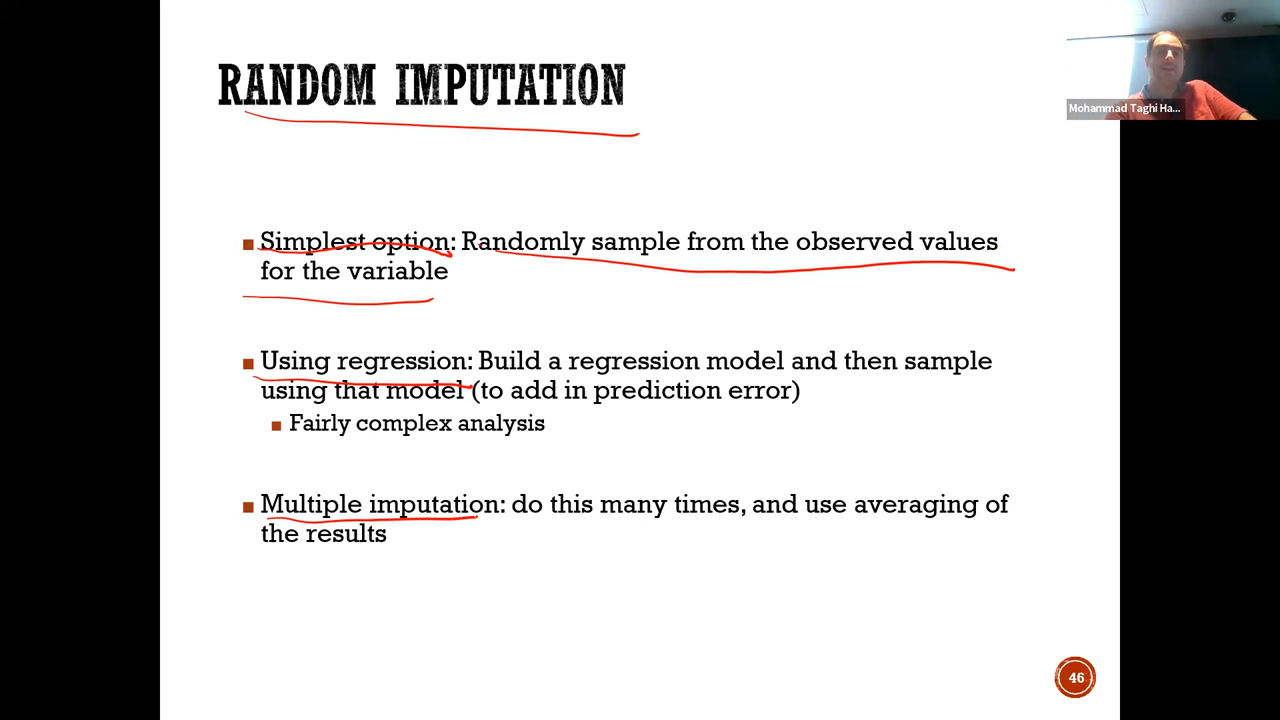 RANDOM IMPUTATION
Mohammad Taghi Ha...
■ Simplest option: Randomly sample from the observed values
for the variable
■ Using regression: Build a regression model and then sample
using that model (to add in prediction error)
■ Fairly complex analysis
■ Multiple imputation: do this many times, and use averaging of
the results
46